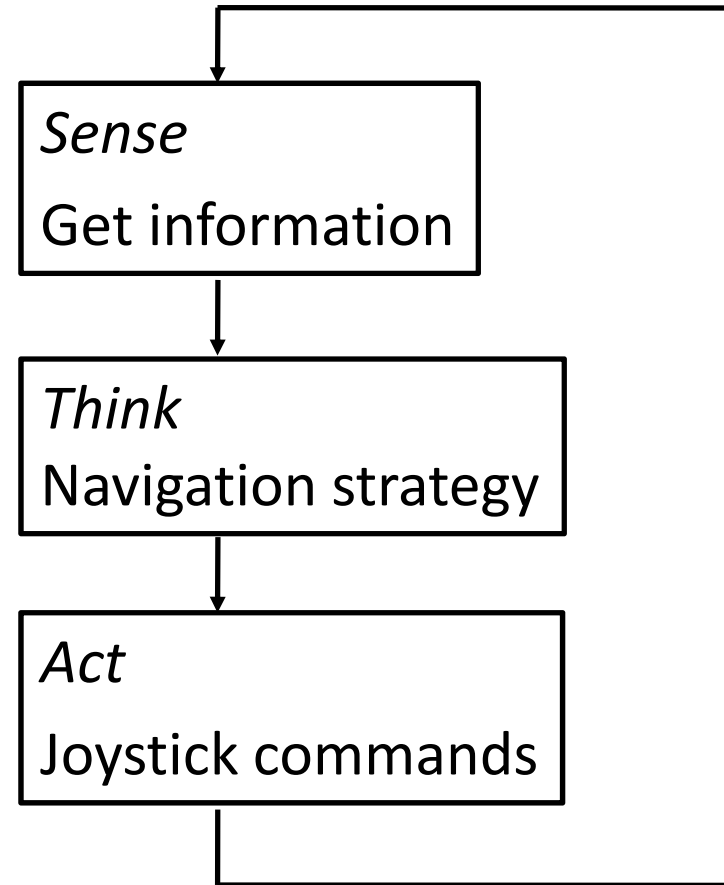 Sense
Get information
Think
Navigation strategy
Act
Joystick commands